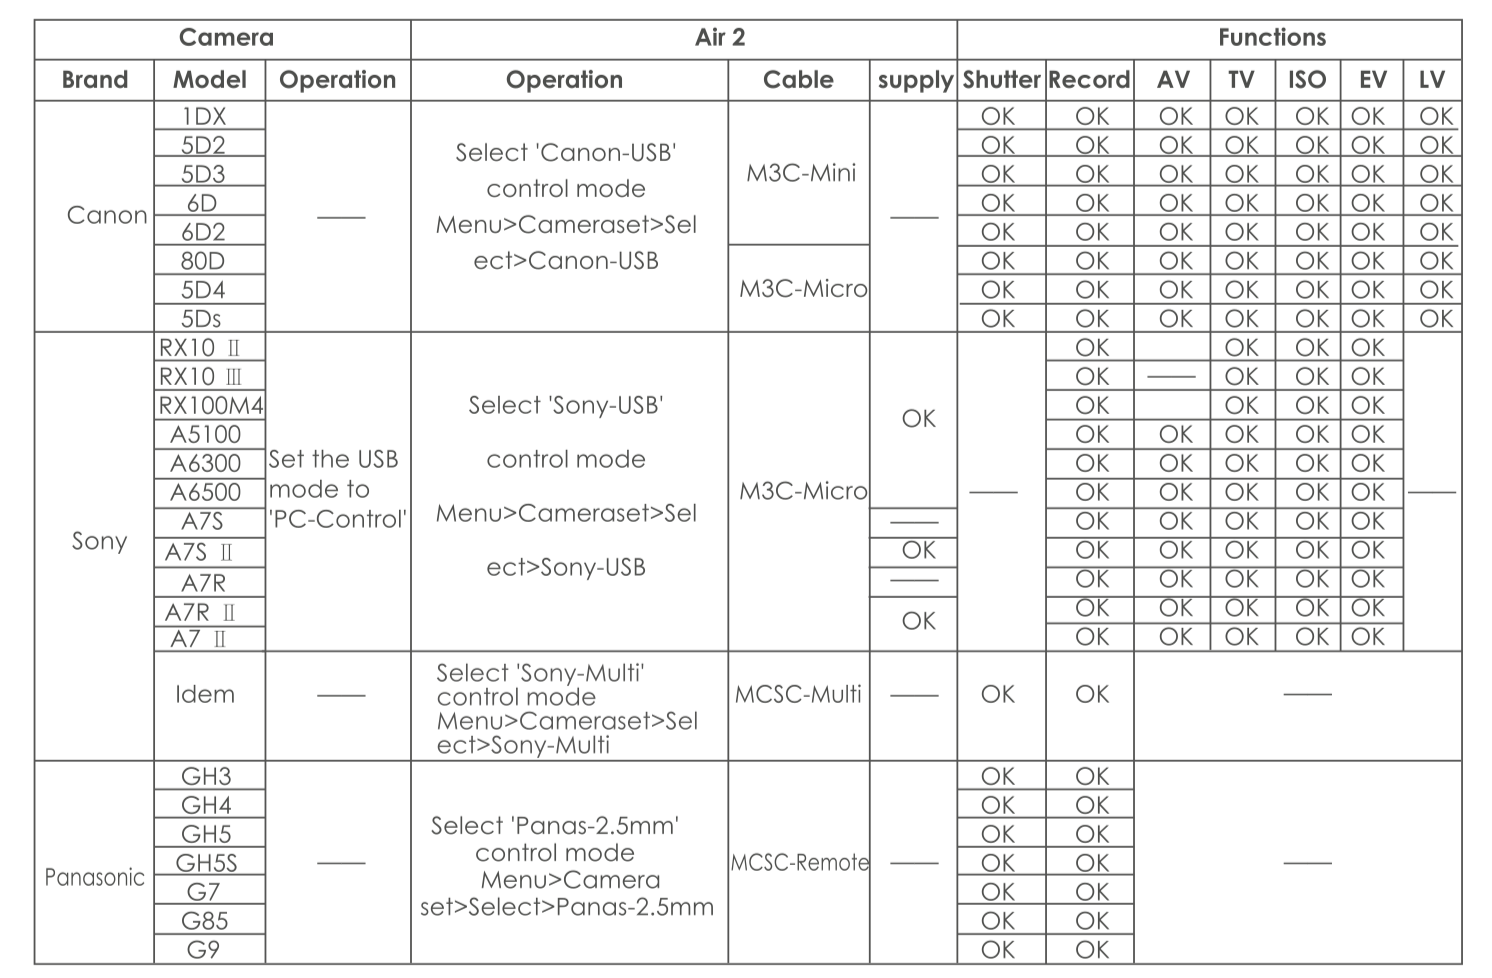 Camera Air 2 Functions
Brand Model Operation Operation Cable supply Shutter Record AV TV ISO EV LV
1DX OK OK OK OK OK OK OK
5D2 OK OK OK OK OK OK OK
Select 'Canon-USB'
5D3 M3C-Mini OK OK OK OK OK OK OK
control mode
6D OK OK OK OK OK OK OK
Canon —— ——
Menu>Cameraset>Sel
6D2 OK OK OK OK OK OK OK
80D ect>Canon-USB OK OK OK OK OK OK OK
5D4 M3C-Micro OK OK OK OK OK OK OK
5Ds OK OK OK OK OK OK OK
RX10 Ⅱ OK OK OK OK
RX10 Ⅲ OK —— OK OK OK
RX100M4 Select 'Sony-USB' OK OK OK OK
OK
A5100 OK OK OK OK OK
A6300 Set the USB control mode OK OK OK OK OK
A6500 mode to M3C-Micro —— OK OK OK OK OK ——
A7S 'PC-Control' Menu>Cameraset>Sel —— OK OK OK OK OK
Sony
A7S Ⅱ OK OK OK OK OK OK
ect>Sony-USB
A7R —— OK OK OK OK OK
A7R Ⅱ OK OK OK OK OK
OK
A7 Ⅱ OK OK OK OK OK
Select 'Sony-Multi'
Idem —— control mode MCSC-Multi —— OK OK ——
Menu>Cameraset>Sel
ect>Sony-Multi
GH3 OK OK
GH4 OK OK
GH5 Select 'Panas-2.5mm' OK OK
control mode
GH5S —— MCSC-Remote —— OK OK ——
Panasonic Menu>Camera
G7 OK OK
set>Select>Panas-2.5mm
G85 OK OK
G9 OK OK